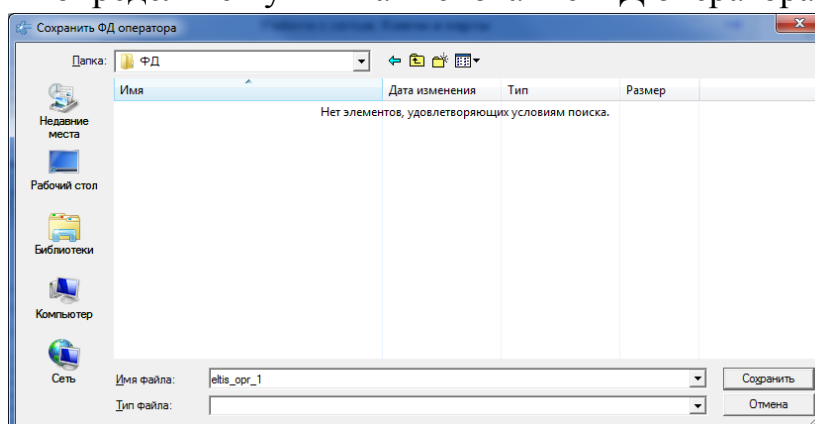 Сохранить ФД оператора
Папка: ФД
Имя Дата изменения Тип Размер
Нет элементов, удовлетворяющих условиям поиска.
Недавние места
Рабочий стол
Библиотеки
Компьютер
Сеть
Имя файла: eltis_opr_1 Сохранить
Тип файла: Отмена